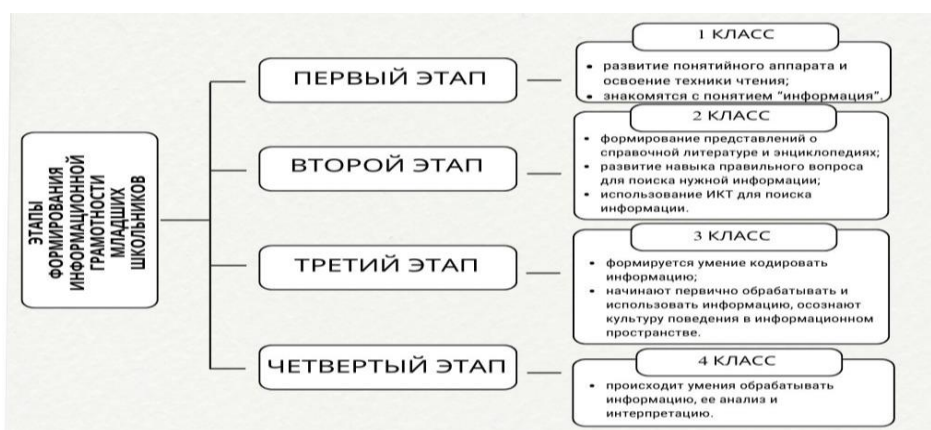 ЭТАПЫ
ФОРМИРОВАНИЯ
ИНФОРМАЦИОННОЙ
ГРАМОТНОСТИ
МЛАДШИХ
ШКОЛЬНИКОВ
ПЕРВЫЙ ЭТАП
1 КЛАСС
• развитие понятийного аппарата и
освоение техники чтения;
• знакомятся с понятием "информация".
ВТОРОЙ ЭТАП
2 КЛАСС
• формирование представлений о
справочной литературе и энциклопедиях;
• развитие навыка правильного вопроса
для поиска нужной информации;
• использование ИКТ для поиска
информации.
ТРЕТИЙ ЭТАП
3 КЛАСС
• формируется умение кодировать
информацию;
• начинают первично обрабатывать и
использовать информацию, осознают
культуру поведения в информационном
пространстве.
ЧЕТВЕРТЫЙ ЭТАП
4 КЛАСС
• происходит умения обрабатывать
информацию, ее анализ и
интерпретацию.